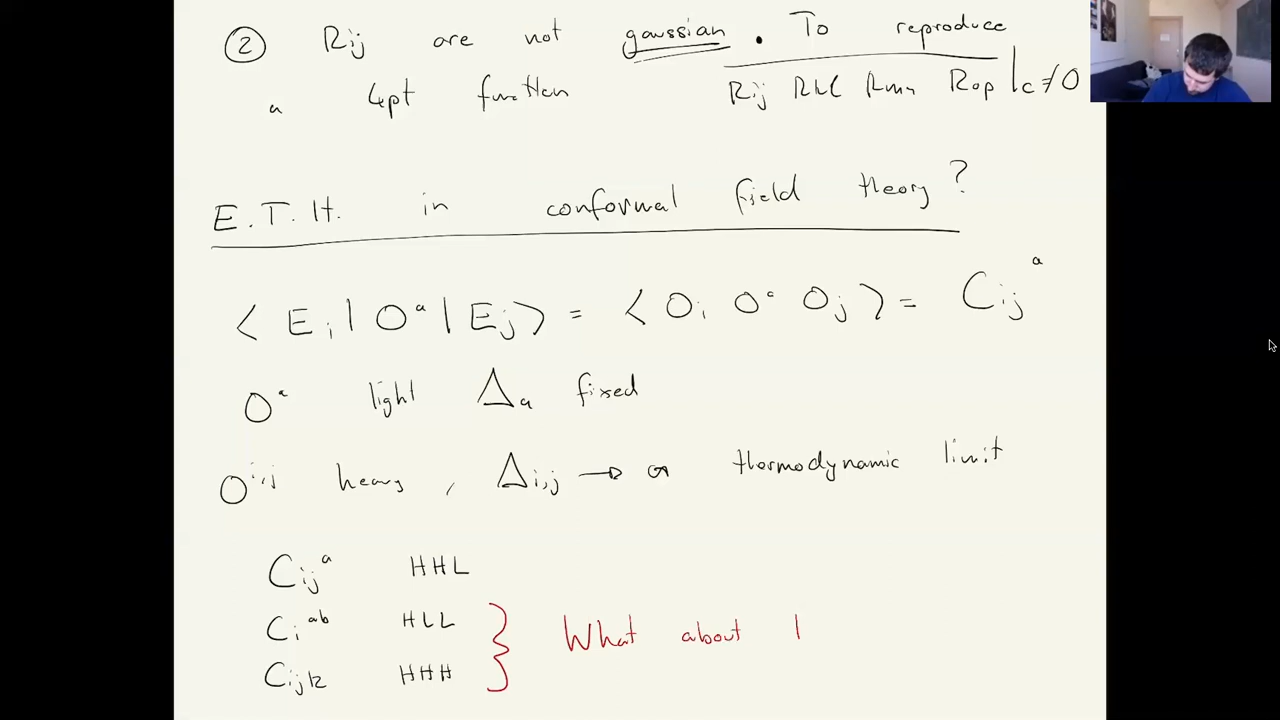 ② Rij are not gaussian. To reproduce
a 4pt function Rij Rkl Rmn Rop |c ≠ 0
E.T.H. in conformal field theory?
< Ei | Oᵃ | Ej > = < Oi Oᵃ Oj > = Cijᵃ
Oᵃ light Δa fixed
Oⁱ,ʲ heavy, Δi,j → ∞ thermodynamic limit
Cijᵃ HHL
Ciᵃᵇ HLL
What about
Cijk HHH